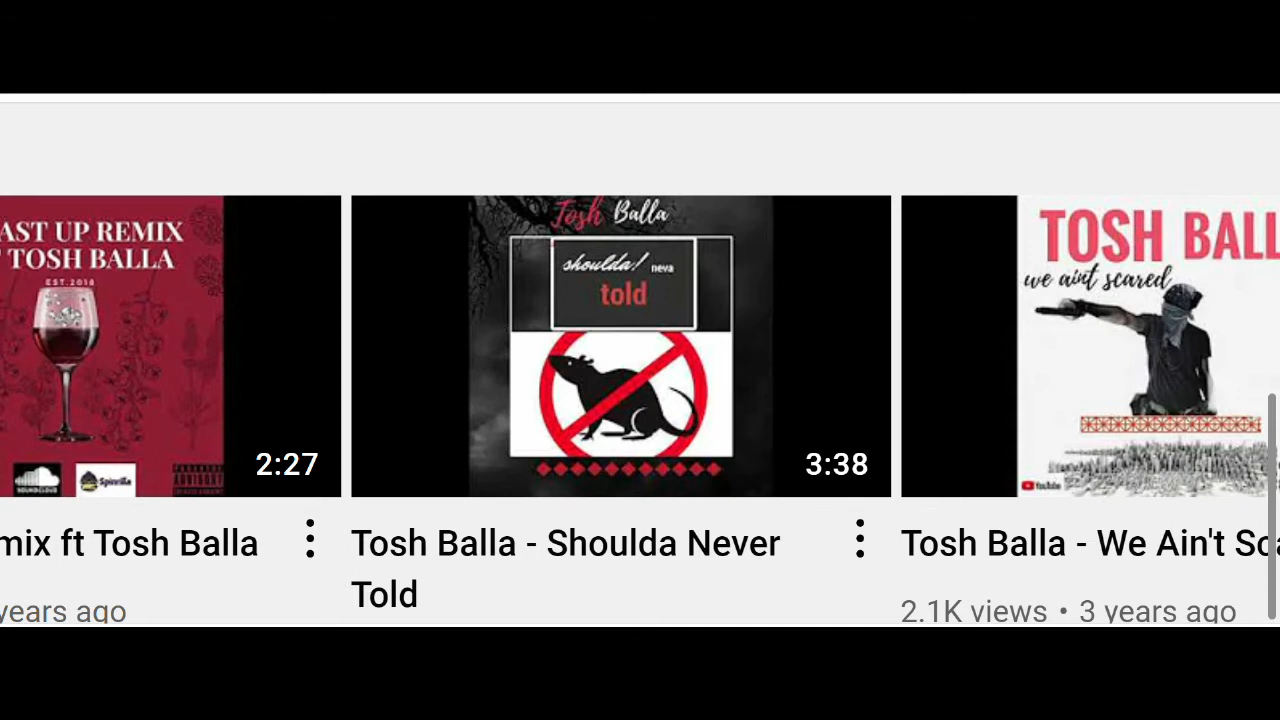 AST UP REMIX
TOSH BALLA
EST.2018
SOUNDCLOUD
Spinrilla
2:27
Tosh Balla
shoulda! neva
told
3:38
TOSH BALL
we aint scared
YouTube
mix ft Tosh Balla
Tosh Balla - Shoulda Never
Told
Tosh Balla - We Ain't Sca
years ago
2.1K views • 3 years ago